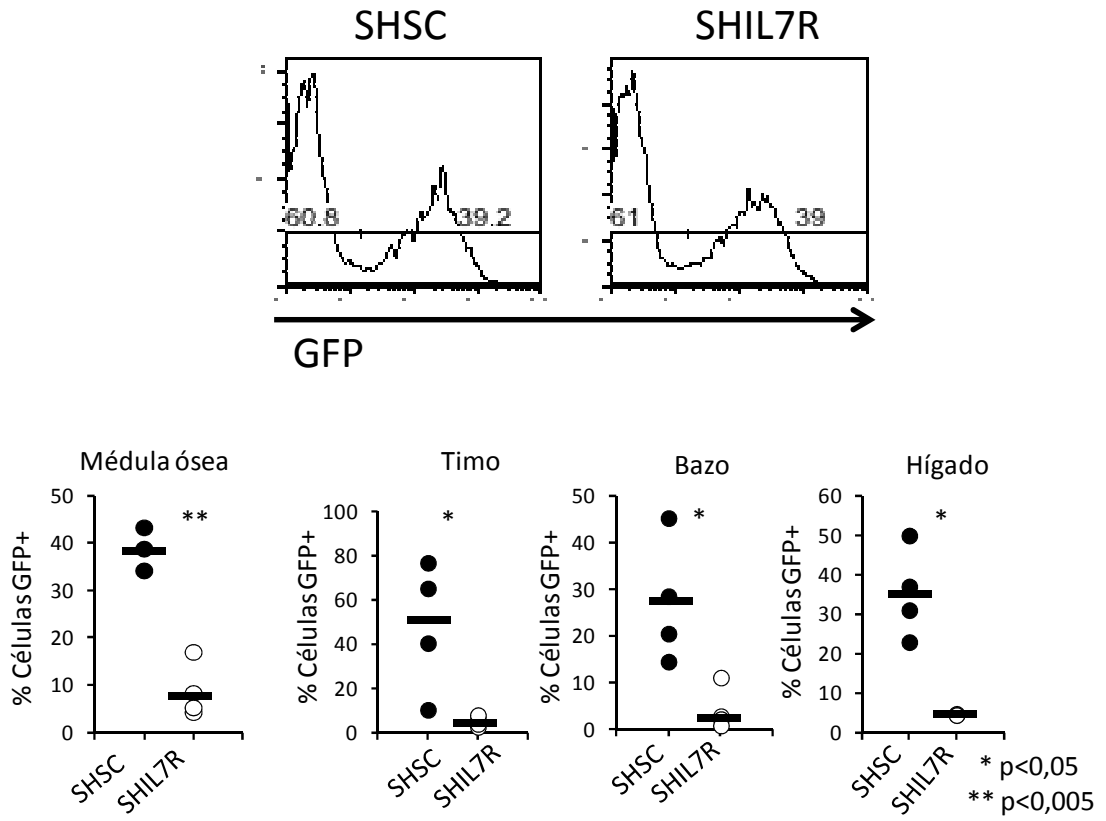 SHSC SHIL7R
60.8 39.2 61 39
GFP
Médula ósea Timo Bazo Hígado
% Células GFP+
50
40
30
20
10
0
**
SHSC
SHIL7R
% Células GFP+
100
80
60
40
20
0
*
SHSC
SHIL7R
% Células GFP+
50
40
30
20
10
0
*
SHSC
SHIL7R
% Células GFP+
60
50
40
30
20
10
0
*
SHSC
SHIL7R
* p<0,05
** p<0,005